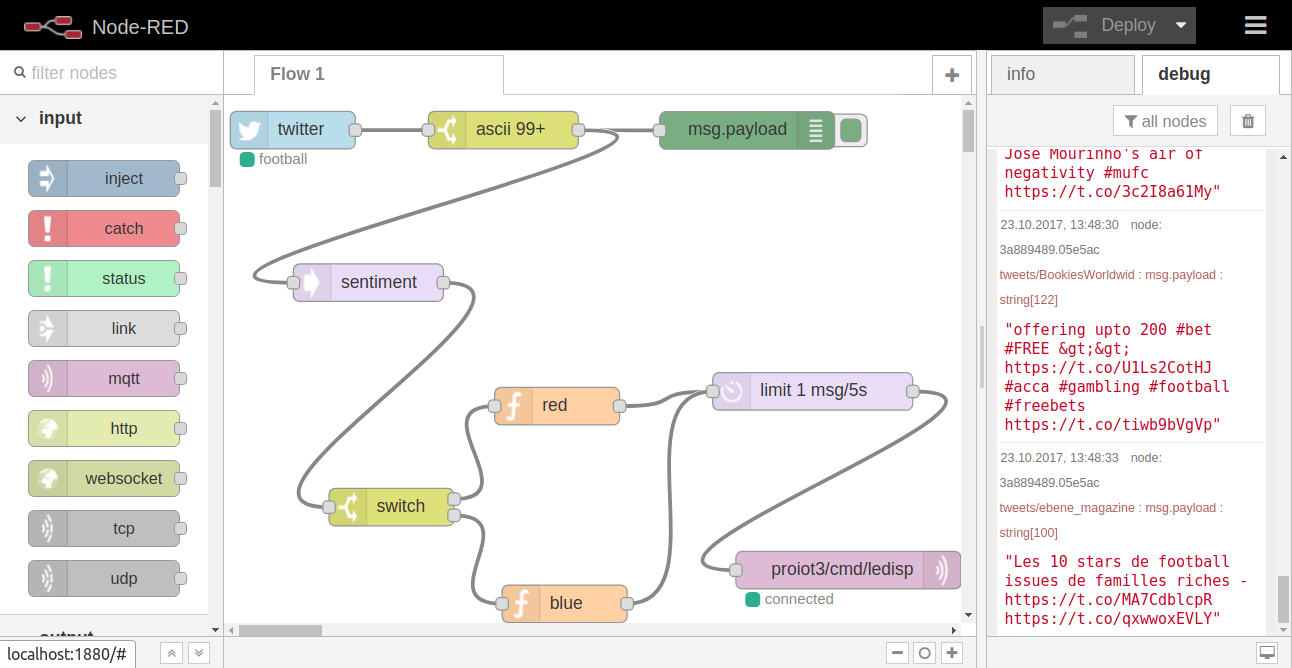 Node-RED
Deploy
filter nodes
Flow 1
info
debug
input
inject
catch
status
link
mqtt
http
websocket
tcp
udp
localhost:1880/#
twitter
football
ascii 99+
msg.payload
sentiment
red
limit 1 msg/5s
switch
blue
proiot3/cmd/ledisp
connected
all nodes
Jose Mourinho's air of
negativity #mufc
https://t.co/3c2I8a61My"
23.10.2017, 13:48:30 node:
3a889489.05e5ac
tweets/BookiesWorldwid : msg.payload :
string[122]
"offering upto 200 #bet
#FREE &gt;&gt;
https://t.co/U1Ls2CotHJ
#acca #gambling #football
#freebets
https://t.co/tiwb9bVgVp"
23.10.2017, 13:48:33 node:
3a889489.05e5ac
tweets/ebene_magazine : msg.payload :
string[100]
"Les 10 stars de football
issues de familles riches -
https://t.co/MA7CdblcpR
https://t.co/qxwwoxEVLY"